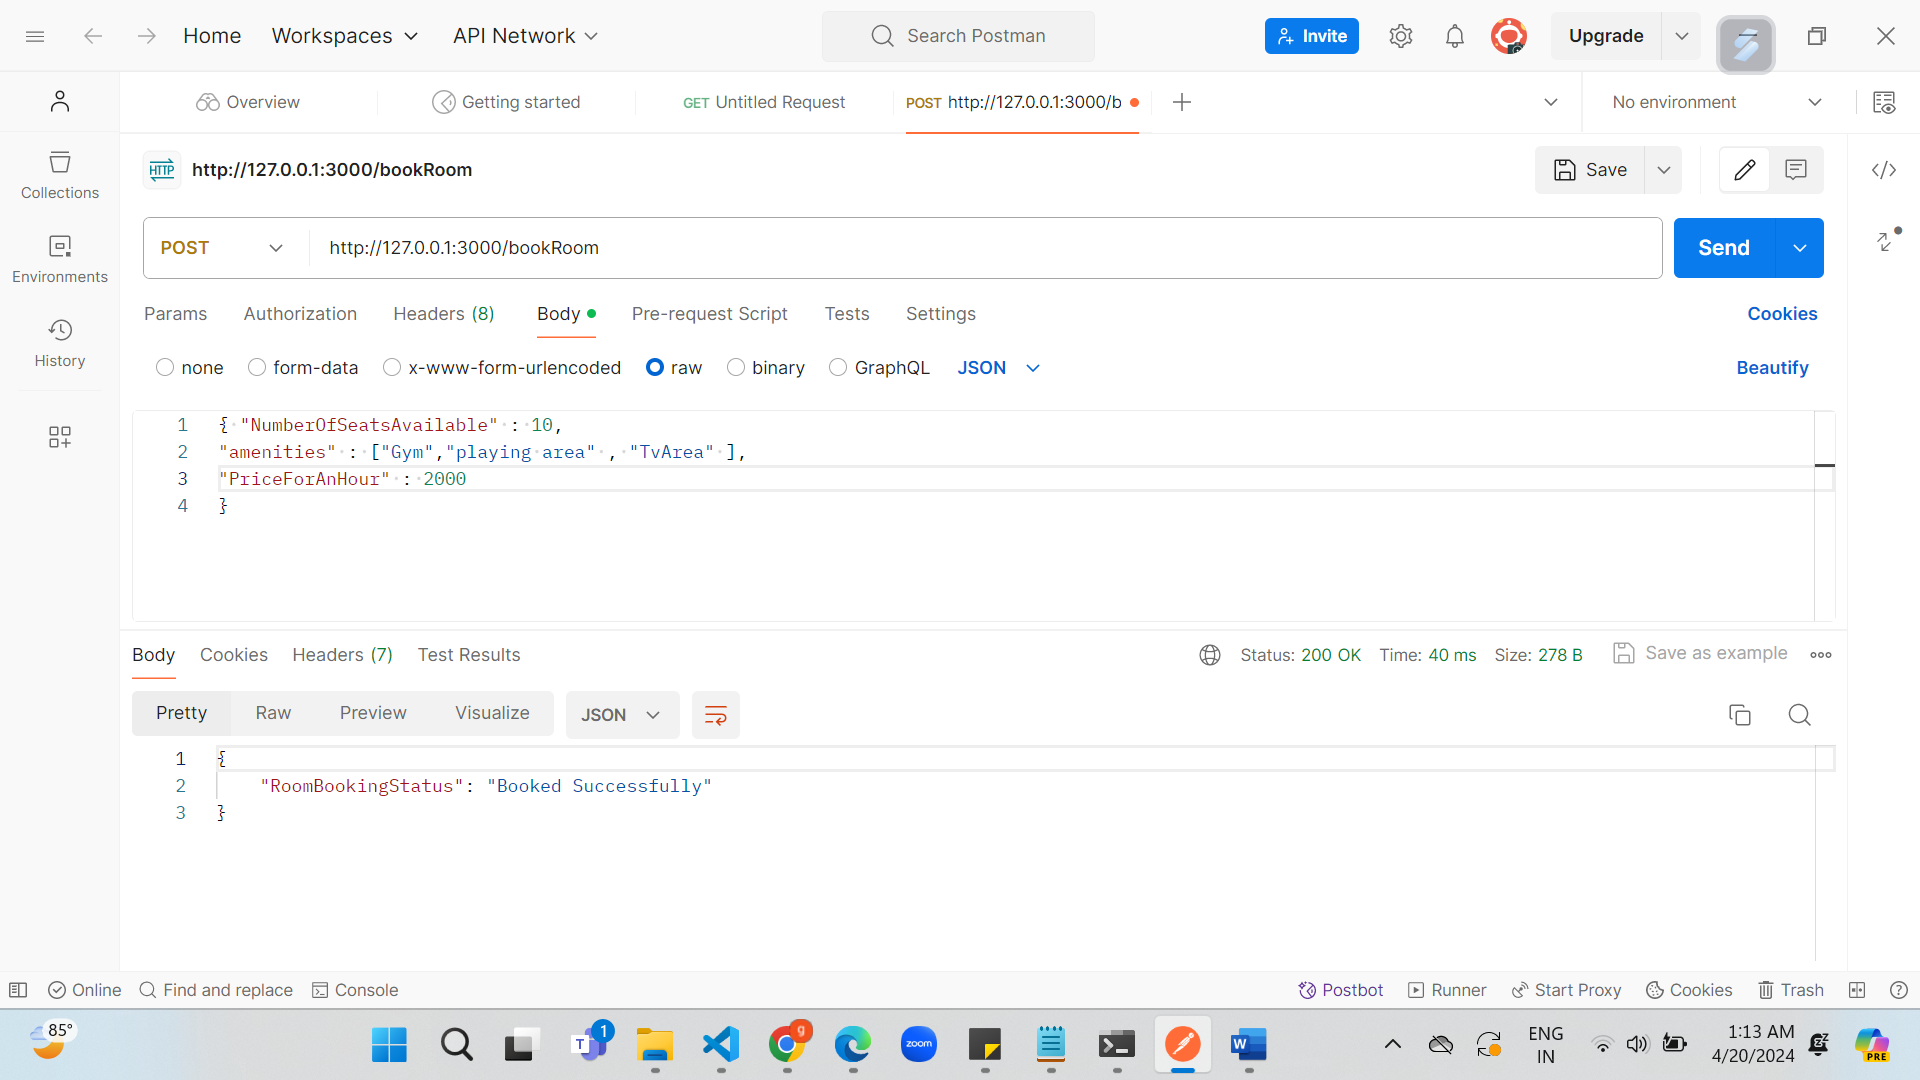 Home Workspaces API Network Search Postman Invite Upgrade
Overview Getting started GET Untitled Request POST http://127.0.0.1:3000/b No environment
HTTP http://127.0.0.1:3000/bookRoom Save
Collections
Environments
History
POST http://127.0.0.1:3000/bookRoom Send
Params Authorization Headers (8) Body Pre-request Script Tests Settings Cookies
none form-data x-www-form-urlencoded raw binary GraphQL JSON Beautify
1 { "NumberOfSeatsAvailable" : 10,
2 "amenities" : ["Gym","playing area" , "TvArea" ],
3 "PriceForAnHour" : 2000
4 }
Body Cookies Headers (7) Test Results Status: 200 OK Time: 40 ms Size: 278 B Save as example
Pretty Raw Preview Visualize JSON
1 {
2 "RoomBookingStatus": "Booked Successfully"
3 }
Online Find and replace Console Postbot Runner Start Proxy Cookies Trash
85° T 1 g zoom W ENG 1:13 AM
IN 4/20/2024 PRE